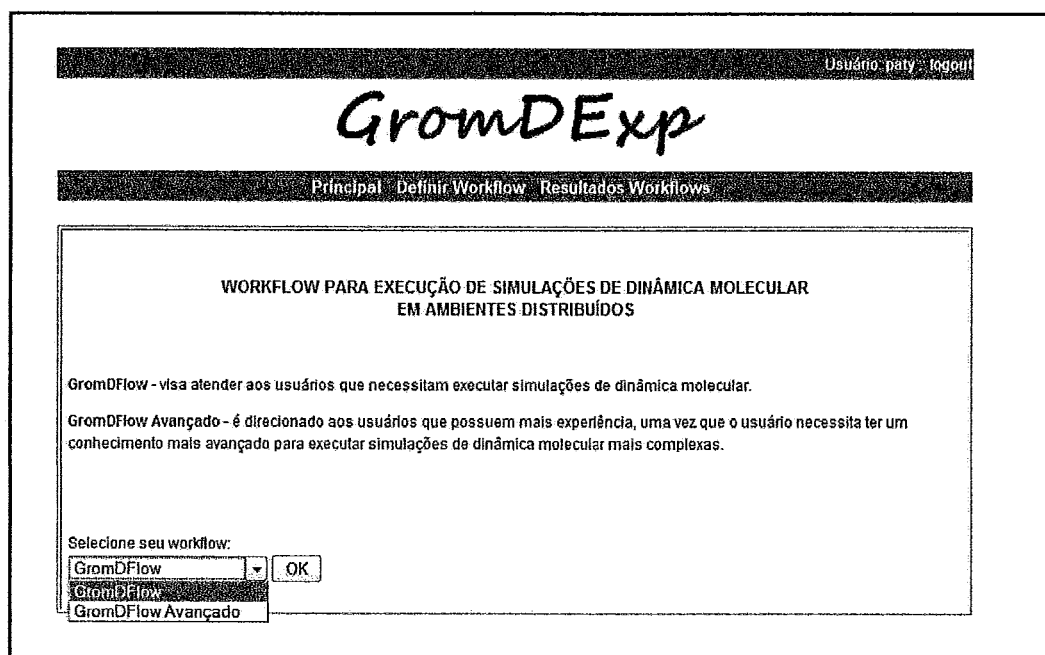 Usuário: paty : logout
GromDExp
Principal Definir Workflow Resultados Workflows
WORKFLOW PARA EXECUÇÃO DE SIMULAÇÕES DE DINÂMICA MOLECULAR
EM AMBIENTES DISTRIBUÍDOS
GromDFlow - visa atender aos usuários que necessitam executar simulações de dinâmica molecular.
GromDFlow Avançado - é direcionado aos usuários que possuem mais experiência, uma vez que o usuário necessita ter um
conhecimento mais avançado para executar simulações de dinâmica molecular mais complexas.
Selecione seu workflow:
GromDFlow OK
GromDFlow
GromDFlow Avançado